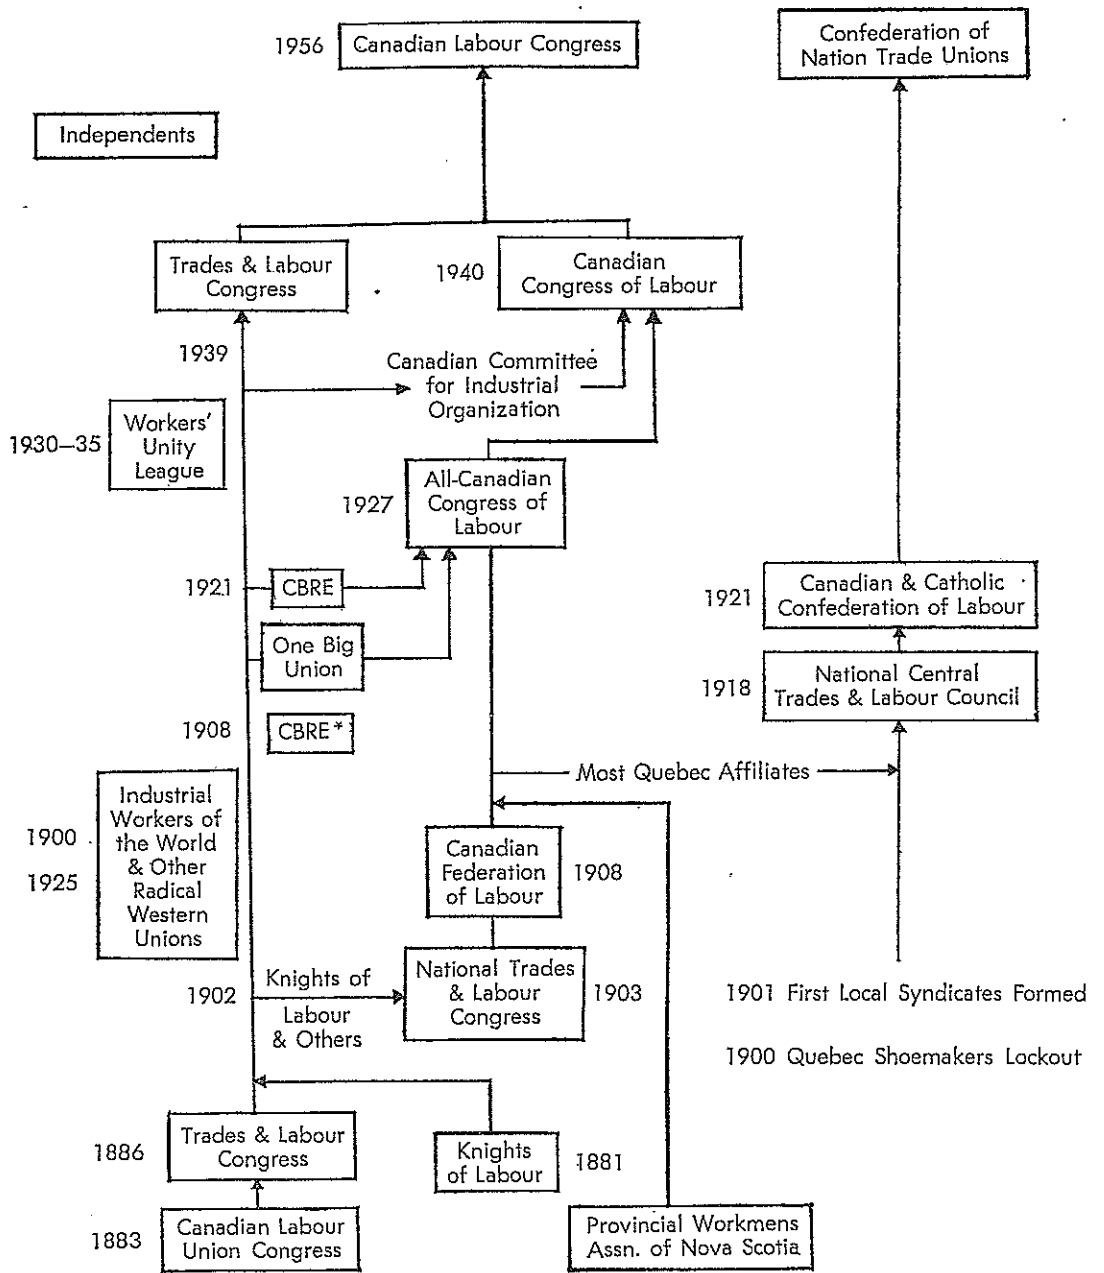 1956
Canadian Labour Congress
Confederation of
Nation Trade Unions
Independents
Trades & Labour
Congress
1940
Canadian
Congress of Labour
1939
Canadian Committee
for Industrial
Organization
1930–35
Workers'
Unity
League
1927
All-Canadian
Congress of
Labour
1921
CBRE
One Big
Union
1921
Canadian & Catholic
Confederation of Labour
1918
National Central
Trades & Labour Council
1908
CBRE*
Most Quebec Affiliates
1900
1925
Industrial
Workers of
the World
& Other
Radical
Western
Unions
Canadian
Federation
of Labour
1908
1902
Knights of
Labour
& Others
National Trades
& Labour
Congress
1903
1901 First Local Syndicates Formed
1900 Quebec Shoemakers Lockout
1886
Trades & Labour
Congress
Knights
of Labour
1881
1883
Canadian Labour
Union Congress
Provincial Workmens
Assn. of Nova Scotia